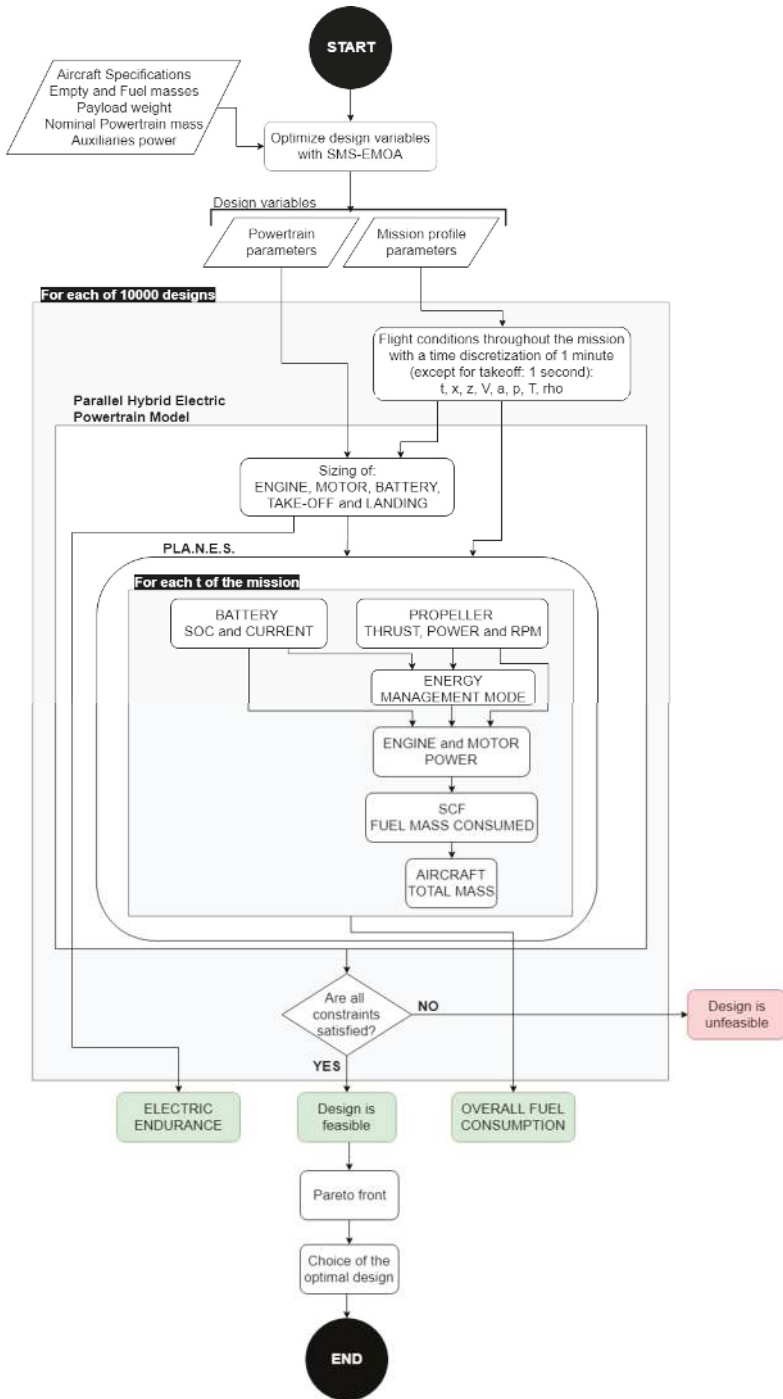 START
Aircraft Specifications
Empty and Fuel masses
Payload weight
Nominal Powertrain mass
Auxiliaries power
Optimize design variables
with SMS-EMOA
Design variables
Powertrain
parameters
Mission profile
parameters
For each of 10000 designs
Flight conditions throughout the mission
with a time discretization of 1 minute
(except for takeoff: 1 second):
t, x, z, V, a, p, T, rho
Parallel Hybrid Electric
Powertrain Model
Sizing of:
ENGINE, MOTOR, BATTERY,
TAKE-OFF and LANDING
PLA.N.E.S.
For each t of the mission
BATTERY
SOC and CURRENT
PROPELLER
THRUST, POWER and RPM
ENERGY
MANAGEMENT MODE
ENGINE and MOTOR
POWER
SCF
FUEL MASS CONSUMED
AIRCRAFT
TOTAL MASS
Are all
constraints
satisfied?
NO
Design is
unfeasible
YES
ELECTRIC
ENDURANCE
Design is
feasible
OVERALL FUEL
CONSUMPTION
Pareto front
Choice of the
optimal design
END